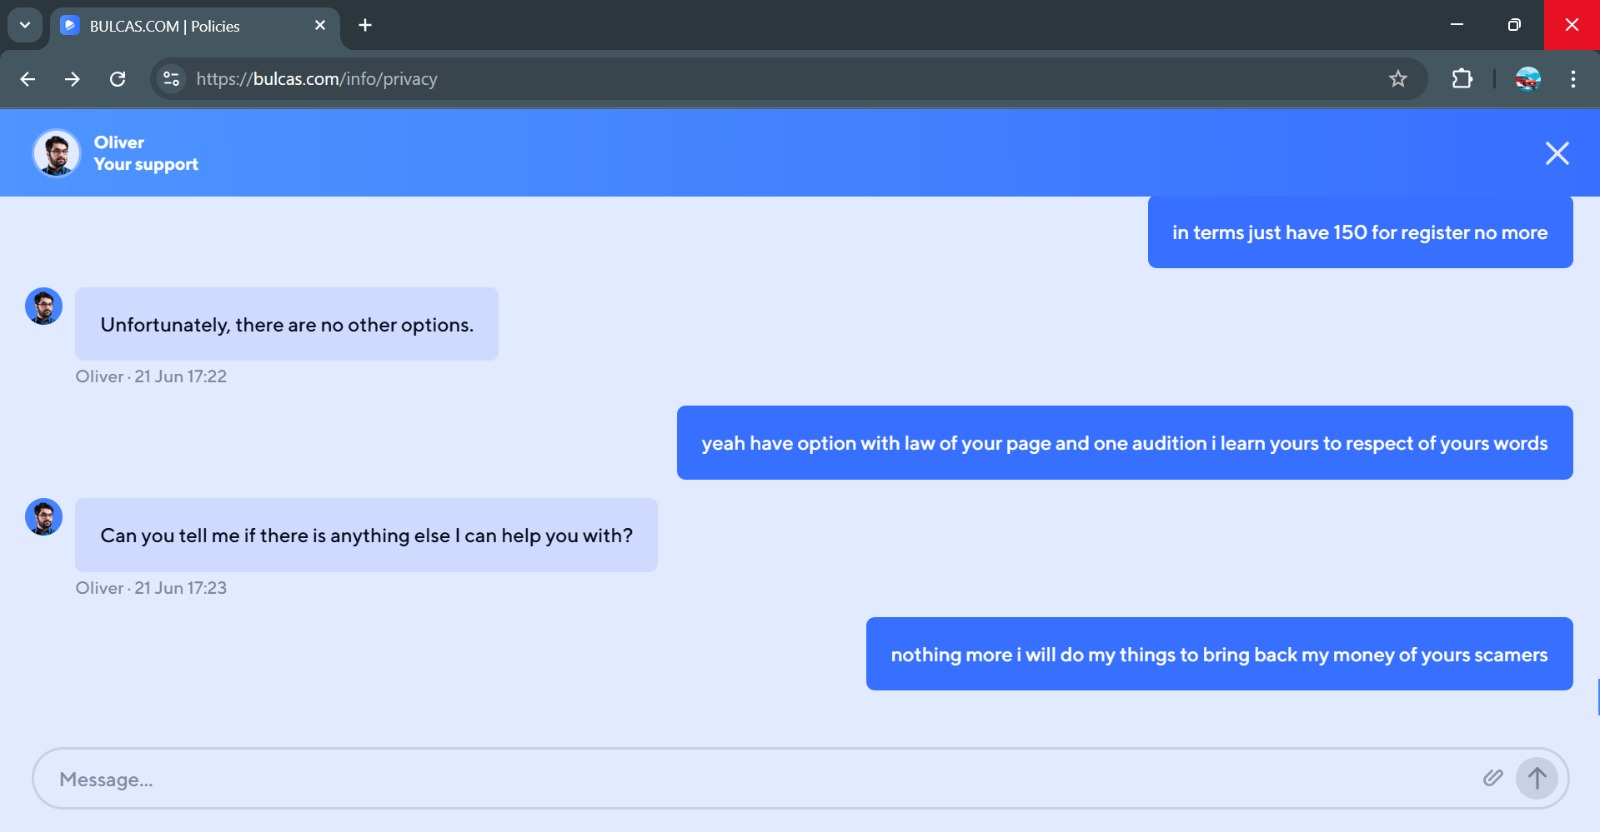 BULCAS.COM | Policies
https://bulcas.com/info/privacy
Oliver
Your support
in terms just have 150 for register no more
Unfortunately, there are no other options.
Oliver · 21 Jun 17:22
yeah have option with law of your page and one audition i learn yours to respect of yours words
Can you tell me if there is anything else I can help you with?
Oliver · 21 Jun 17:23
nothing more i will do my things to bring back my money of yours scamers
Message...